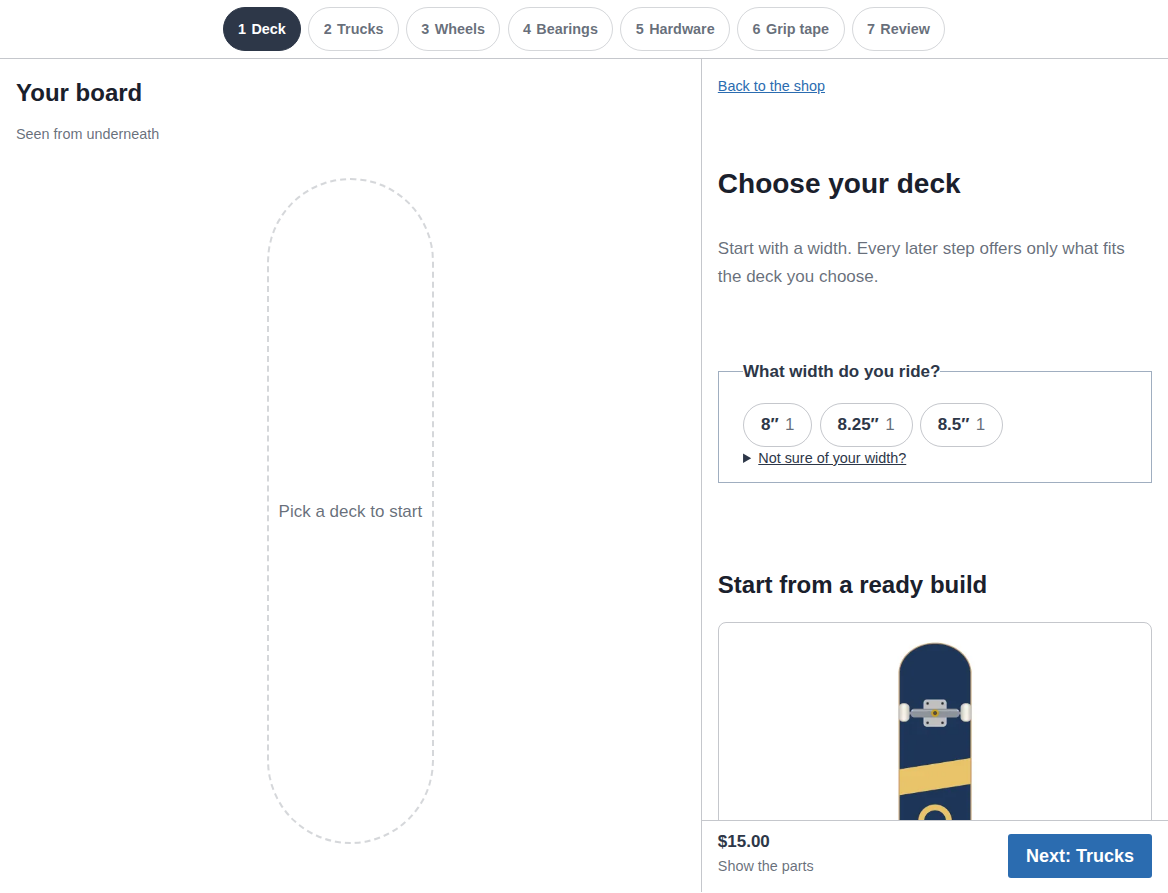 1 Deck
2 Trucks
3 Wheels
4 Bearings
5 Hardware
6 Grip tape
7 Review
Your board
Seen from underneath
Pick a deck to start
Back to the shop
Choose your deck
Start with a width. Every later step offers only what fits
the deck you choose.
What width do you ride?
8″ 1
8.25″ 1
8.5″ 1
Not sure of your width?
Start from a ready build
$15.00
Show the parts
Next: Trucks